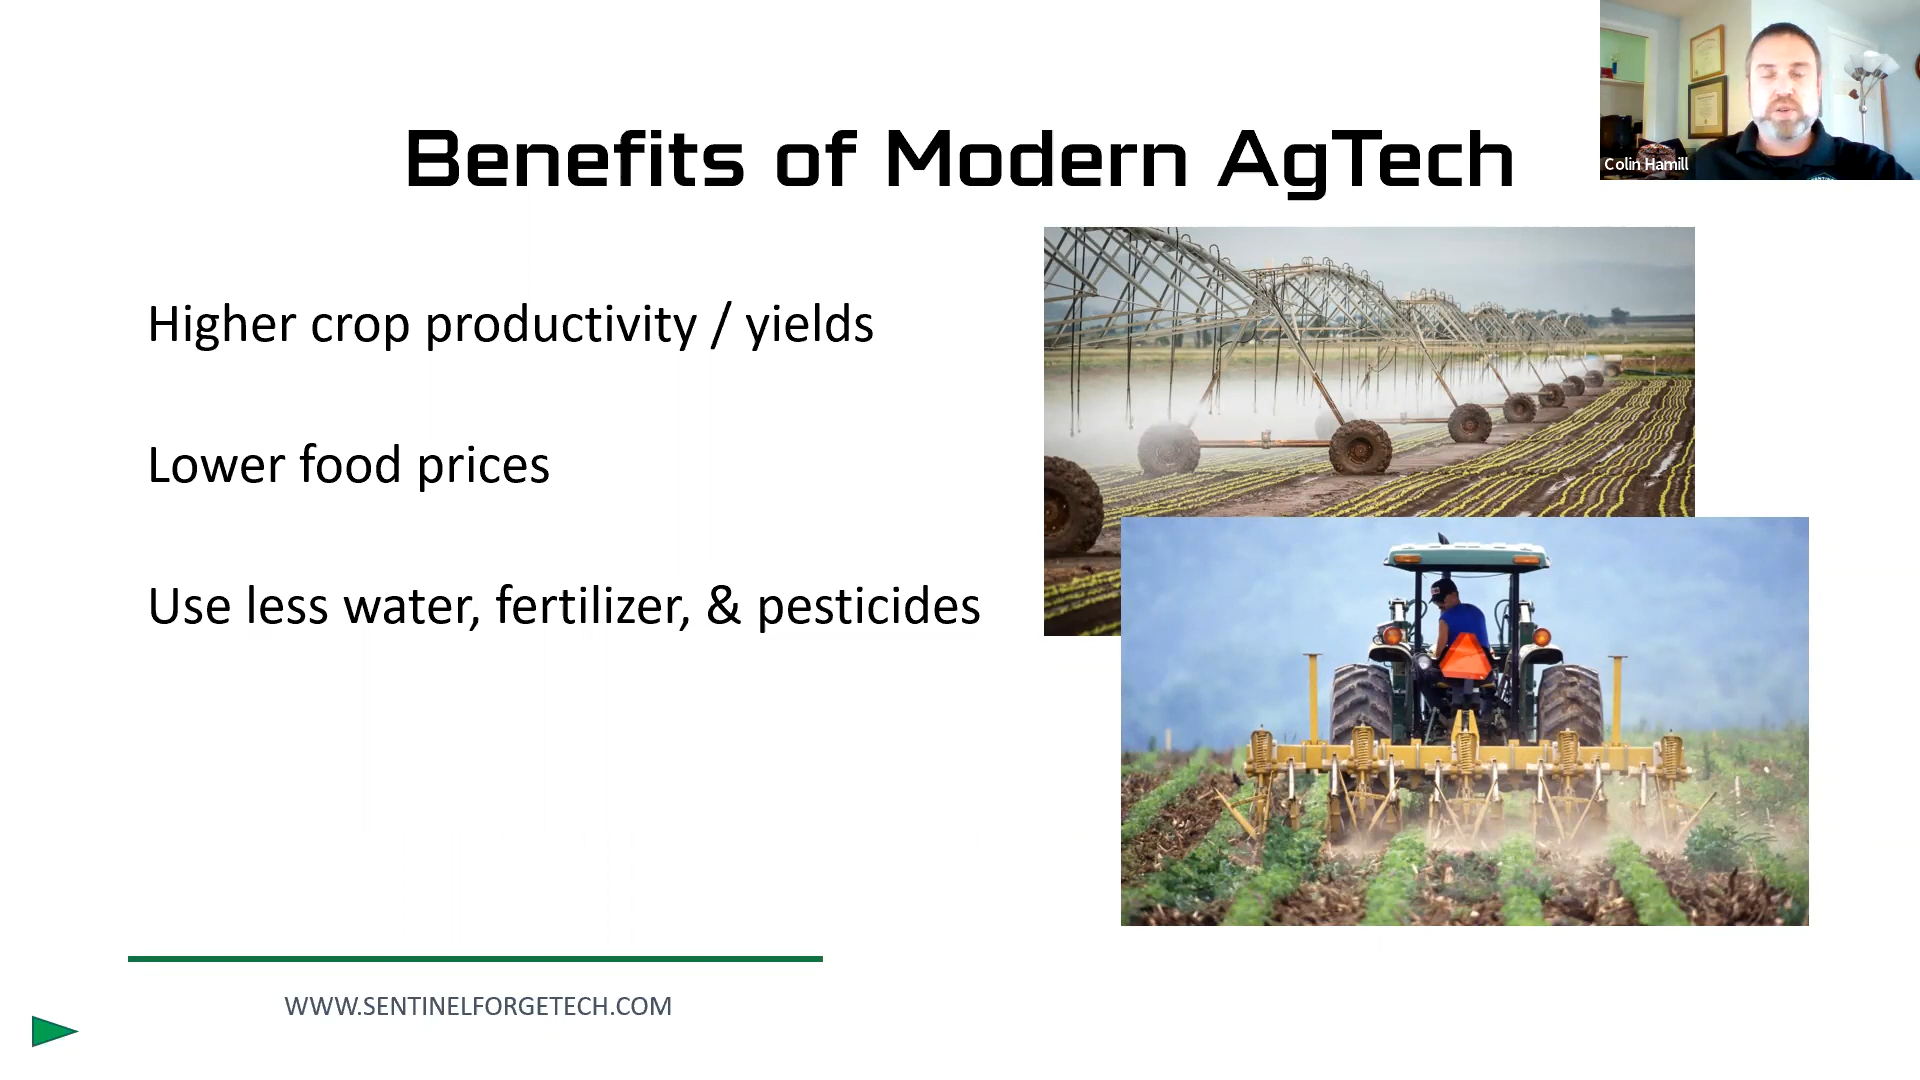 Benefits of Modern AgTech
Colin Hamill
Higher crop productivity / yields
Lower food prices
Use less water, fertilizer, & pesticides
WWW.SENTINELFORGETECH.COM